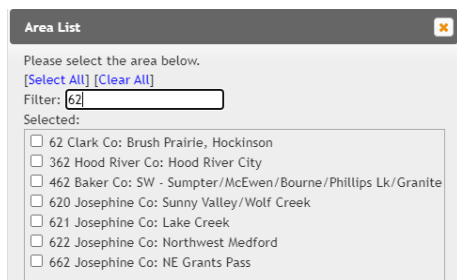 Area List
Please select the area below.
[Select All] [Clear All]
Filter: 62
Selected:
62 Clark Co: Brush Prairie, Hockinson
362 Hood River Co: Hood River City
462 Baker Co: SW - Sumpter/McEwen/Bourne/Phillips Lk/Granite
620 Josephine Co: Sunny Valley/Wolf Creek
621 Josephine Co: Lake Creek
622 Josephine Co: Northwest Medford
662 Josephine Co: NE Grants Pass